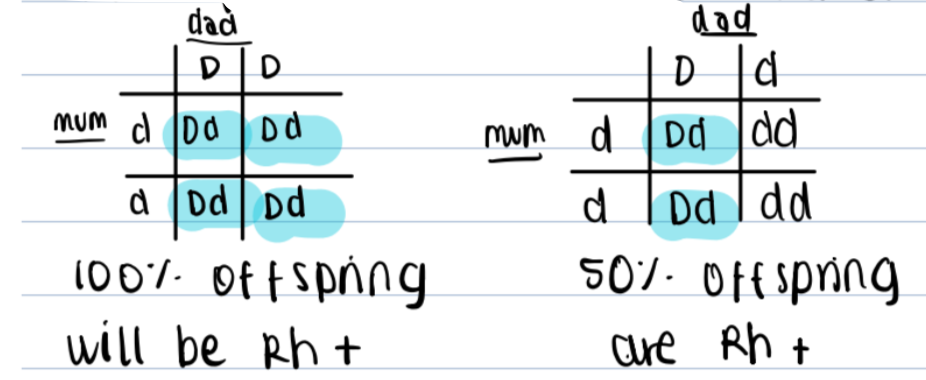 dad
D D
mum d Dd Dd
d Dd Dd
100% offspring
will be Rh +
dad
D d
mum d Dd dd
d Dd dd
50% offspring
are Rh +